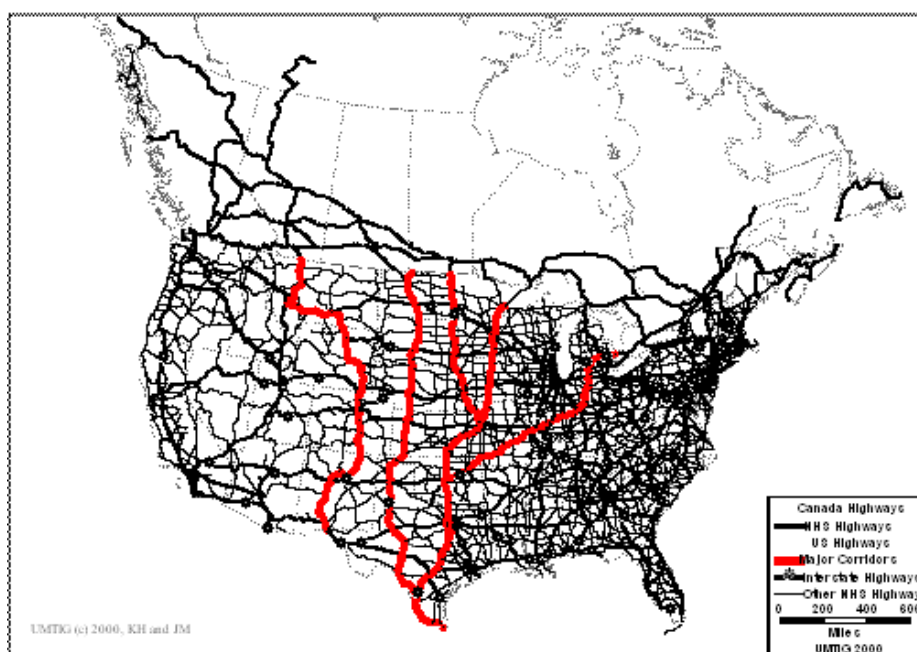 Canada Highways
NHS Highways
US Highways
Major Corridors
Interstate Highways
Other NHS Highway
0 200 400 600
Miles
UMTIG 2000
UMTIG (c) 2000, KH and JM